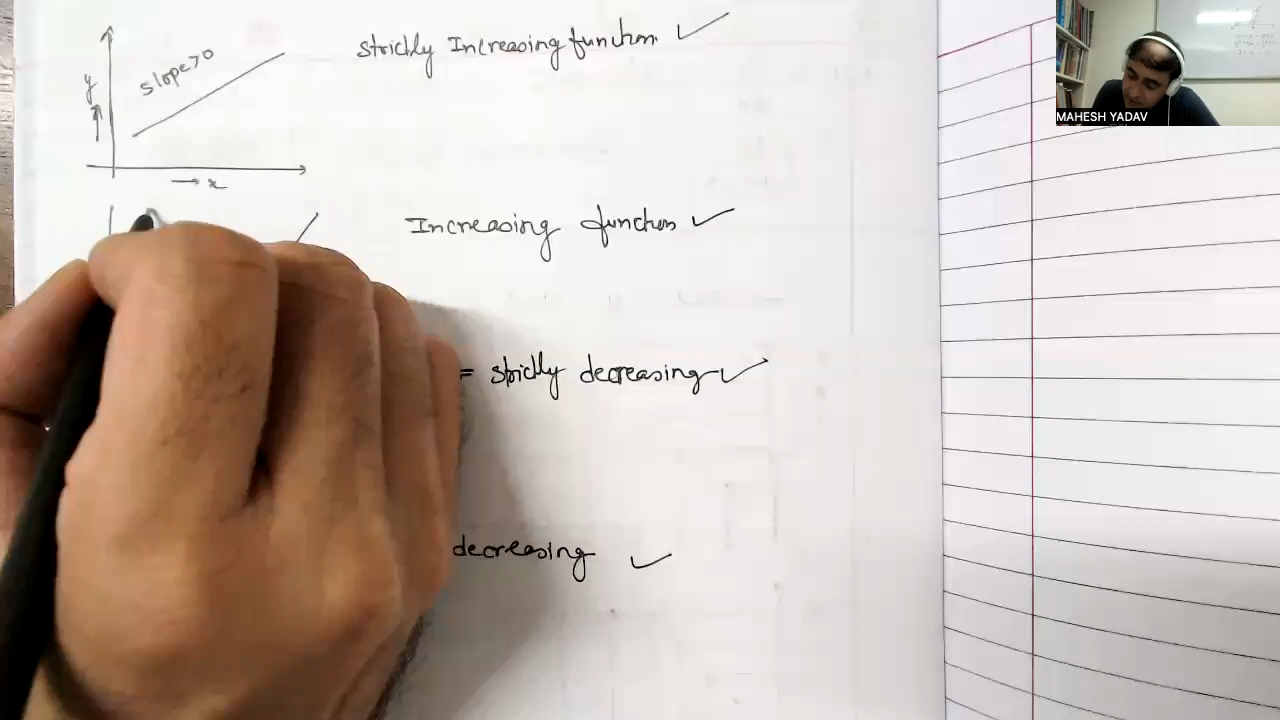 slope>0
strictly Increasing function ✓
y
→ x
Increasing function ✓
= strictly decreasing ✓
decreasing ✓
MAHESH YADAV